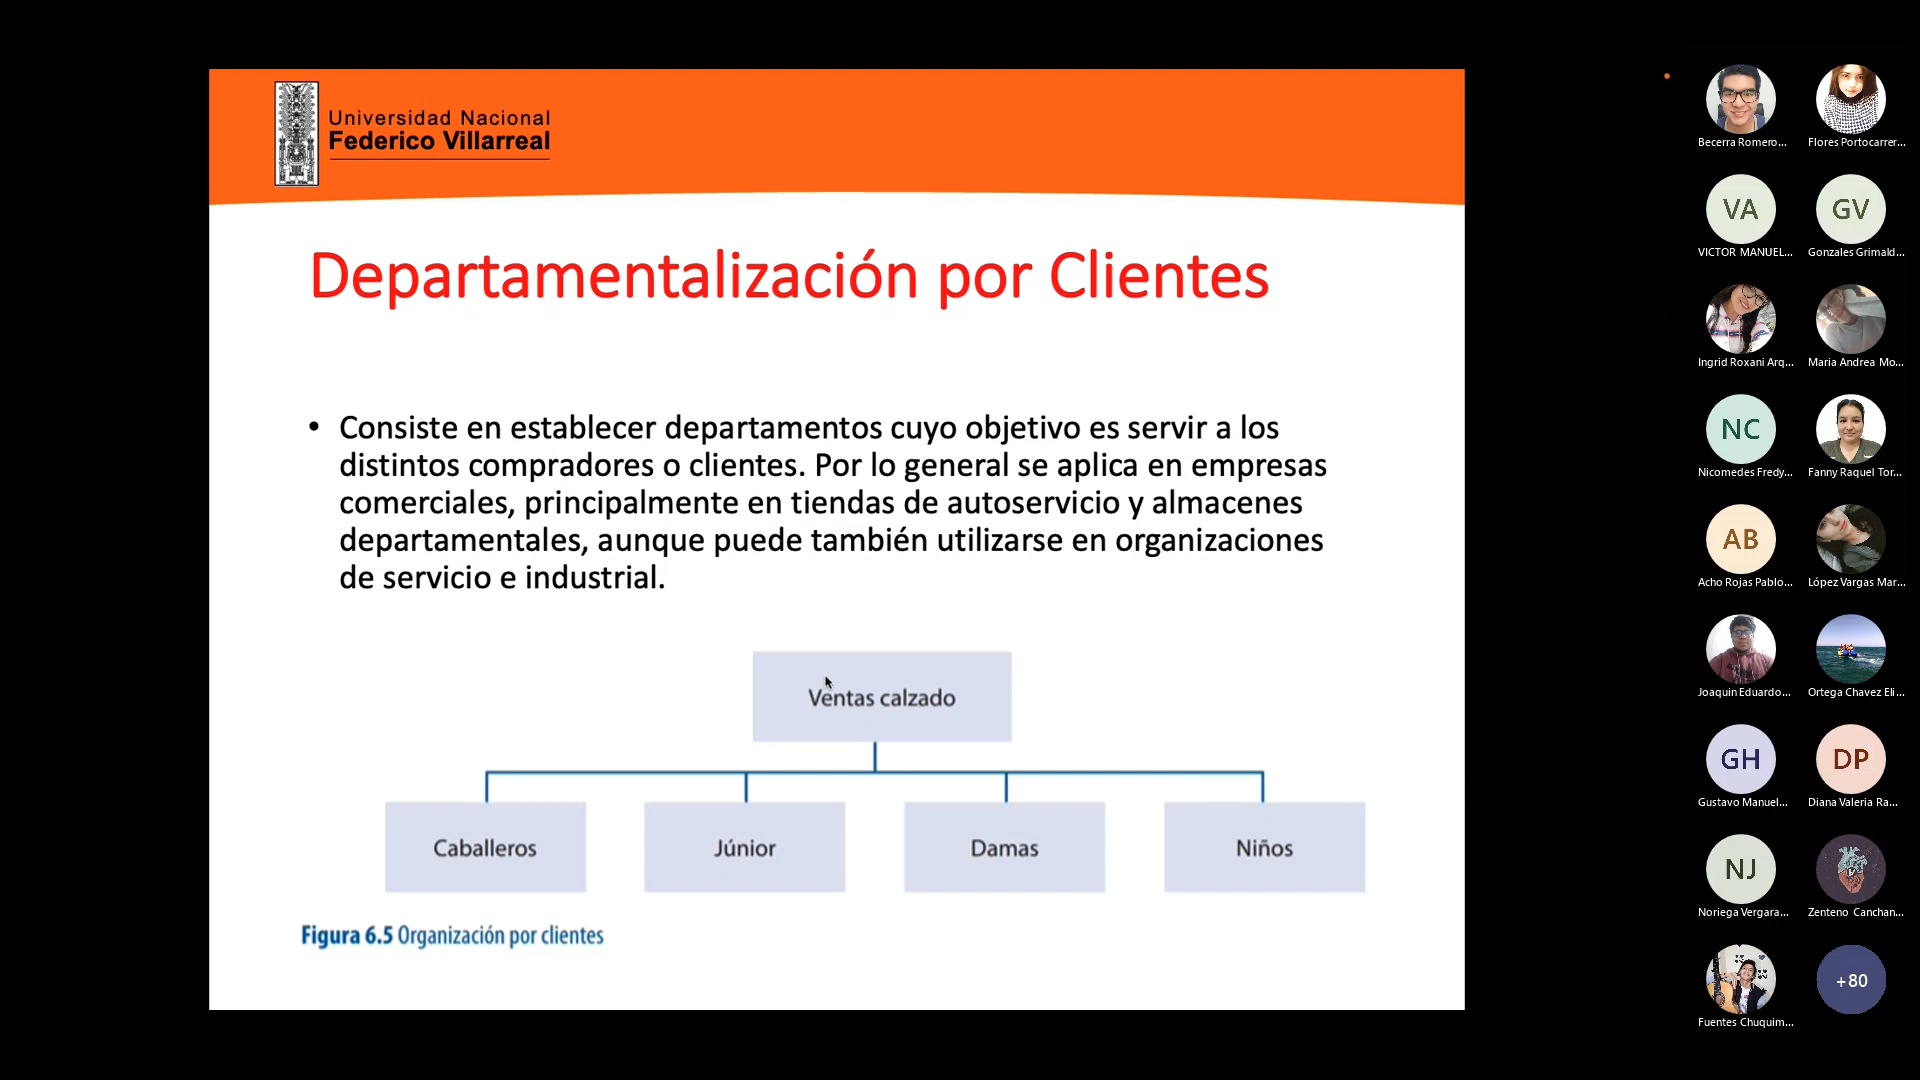 Universidad Nacional
Federico Villarreal
Departamentalización por Clientes
• Consiste en establecer departamentos cuyo objetivo es servir a los
distintos compradores o clientes. Por lo general se aplica en empresas
comerciales, principalmente en tiendas de autoservicio y almacenes
departamentales, aunque puede también utilizarse en organizaciones
de servicio e industrial.
Ventas calzado
Caballeros
Júnior
Damas
Niños
Figura 6.5 Organización por clientes
Becerra Romero...
Flores Portocarrer...
VA
VICTOR MANUEL...
GV
Gonzales Grimald...
Ingrid Roxani Arq...
Maria Andrea Mo...
NC
Nicomedes Fredy...
Fanny Raquel Tor...
AB
Acho Rojas Pablo...
López Vargas Mar...
Joaquin Eduardo...
Ortega Chavez Eli...
GH
Gustavo Manuel...
DP
Diana Valeria Ra...
NJ
Noriega Vergara...
Zenteno Canchan...
Fuentes Chuquim...
+80